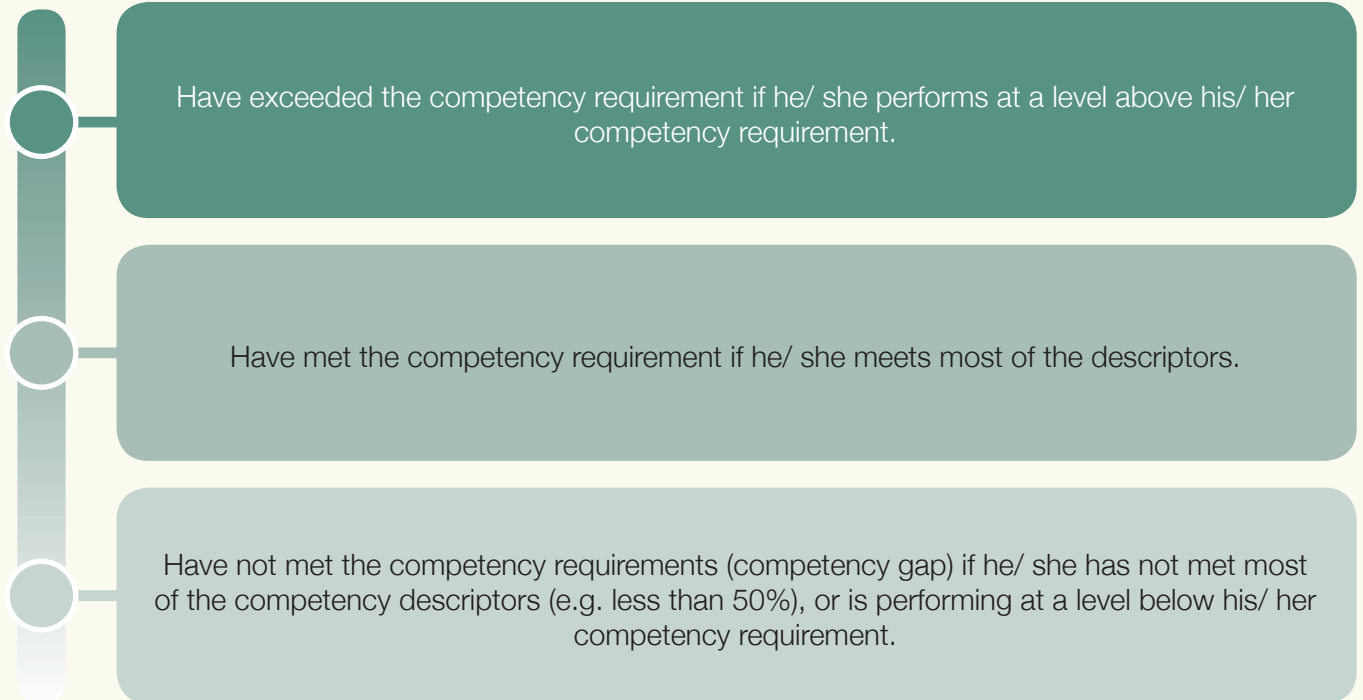 Have exceeded the competency requirement if he/ she performs at a level above his/ her
competency requirement.
Have met the competency requirement if he/ she meets most of the descriptors.
Have not met the competency requirements (competency gap) if he/ she has not met most
of the competency descriptors (e.g. less than 50%), or is performing at a level below his/ her
competency requirement.